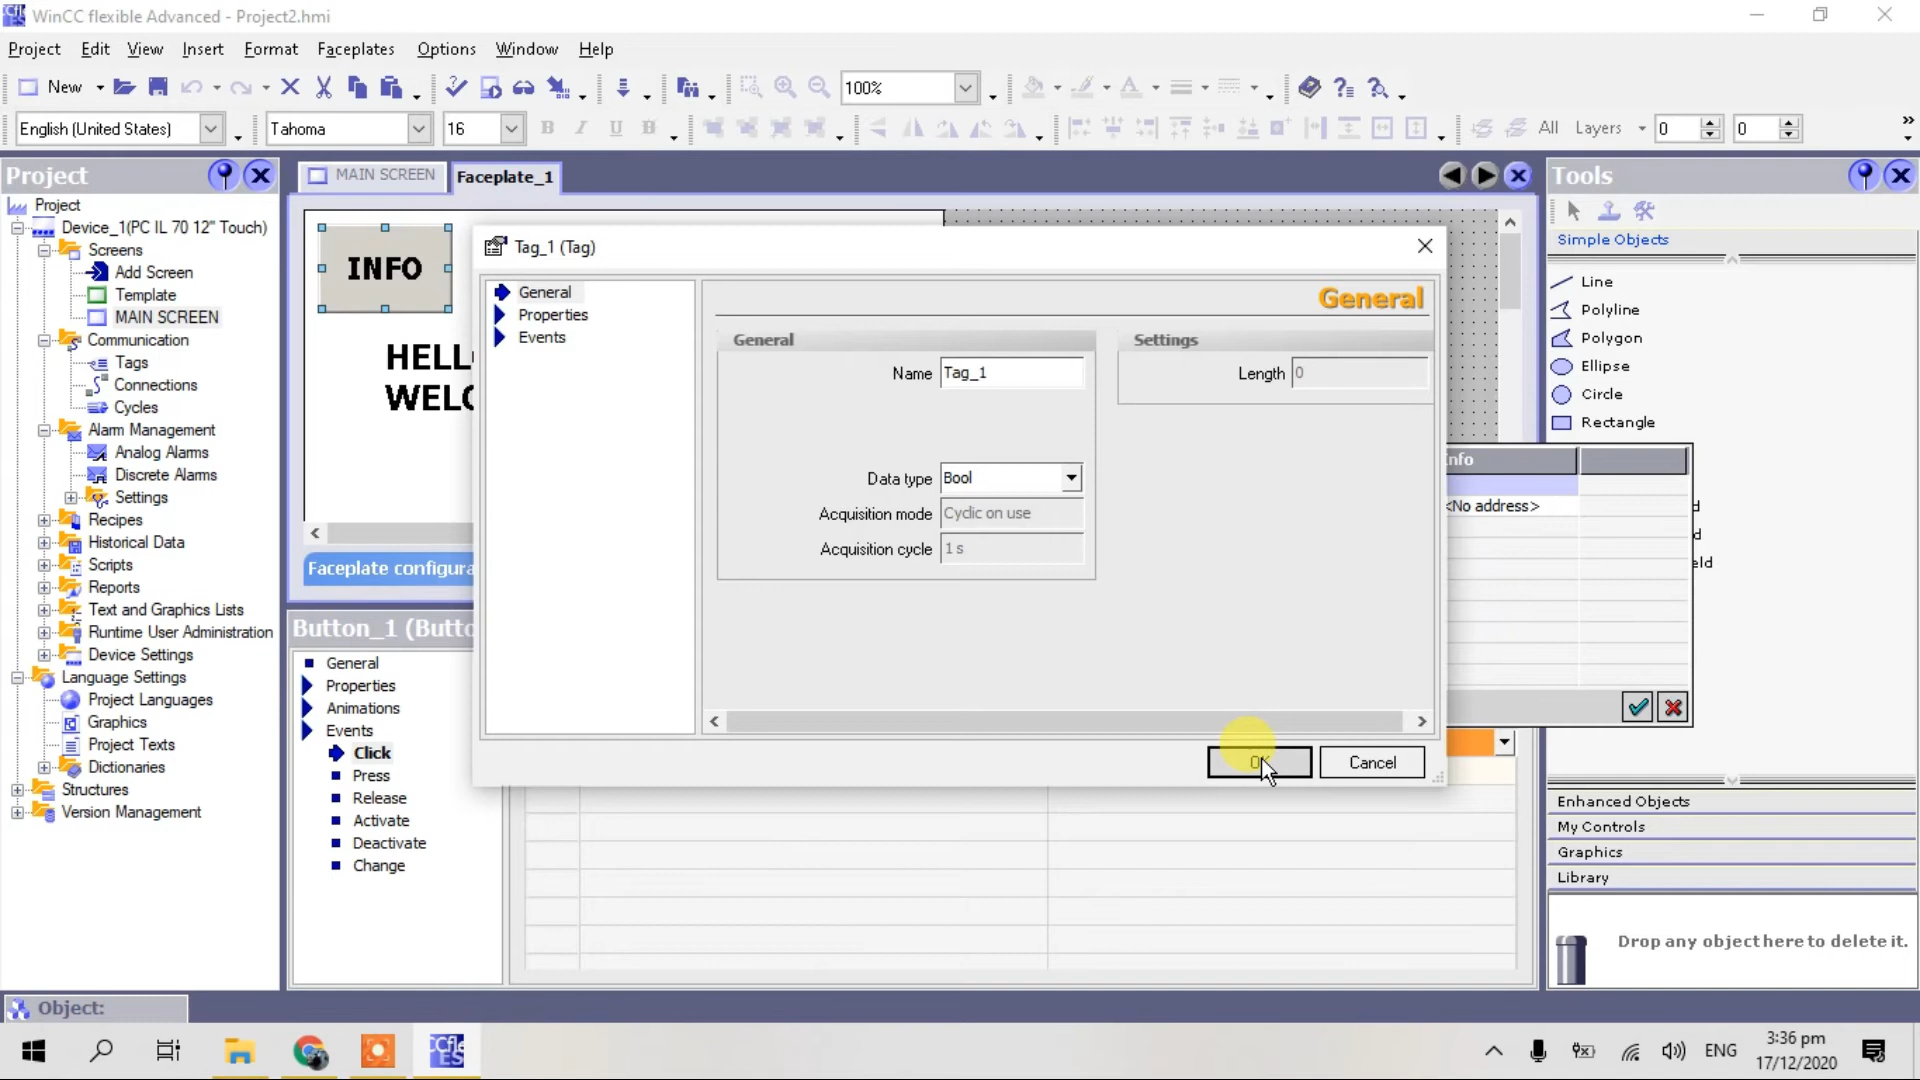 WinCC flexible Advanced - Project2.hmi
Project Edit View Insert Format Faceplates Options Window Help
New 100%
English (United States) Tahoma 16 B I U B All Layers 0 0 »
Project
Project
Device_1(PC IL 70 12" Touch)
Screens
Add Screen
Template
MAIN SCREEN
Communication
Tags
Connections
Cycles
Alarm Management
Analog Alarms
Discrete Alarms
Settings
Recipes
Historical Data
Scripts
Reports
Text and Graphics Lists
Runtime User Administration
Device Settings
Language Settings
Project Languages
Graphics
Project Texts
Dictionaries
Structures
Version Management
MAIN SCREEN Faceplate_1
INFO
HELL
WELC
Faceplate configura
Button_1 (Butto
General
Properties
Animations
Events
Click
Press
Release
Activate
Deactivate
Change
Tag_1 (Tag)
General
Properties
Events
General
General
Name Tag_1
Data type Bool
Acquisition mode Cyclic on use
Acquisition cycle 1 s
Settings
Length 0
OK Cancel
nfo
<No address>
Tools
Simple Objects
Line
Polyline
Polygon
Ellipse
Circle
Rectangle
d
d
eld
Enhanced Objects
My Controls
Graphics
Library
Drop any object here to delete it.
Object:
CCfle
ES
ENG
3:36 pm
17/12/2020